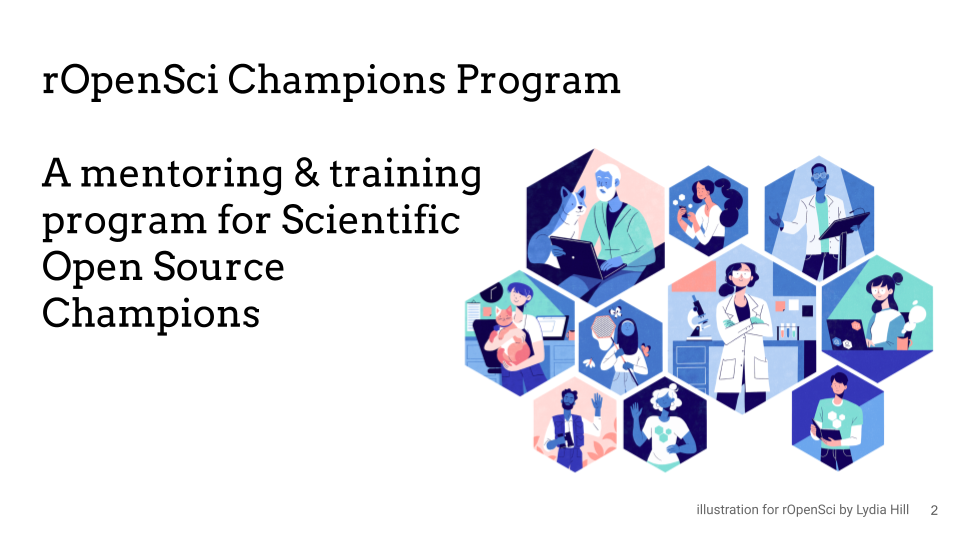 rOpenSci Champions Program
A mentoring & training
program for Scientific
Open Source
Champions
illustration for rOpenSci by Lydia Hill
2